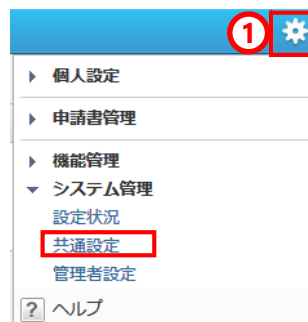 1
個人設定
申請書管理
機能管理
システム管理
設定状況
共通設定
管理者設定
? ヘルプ